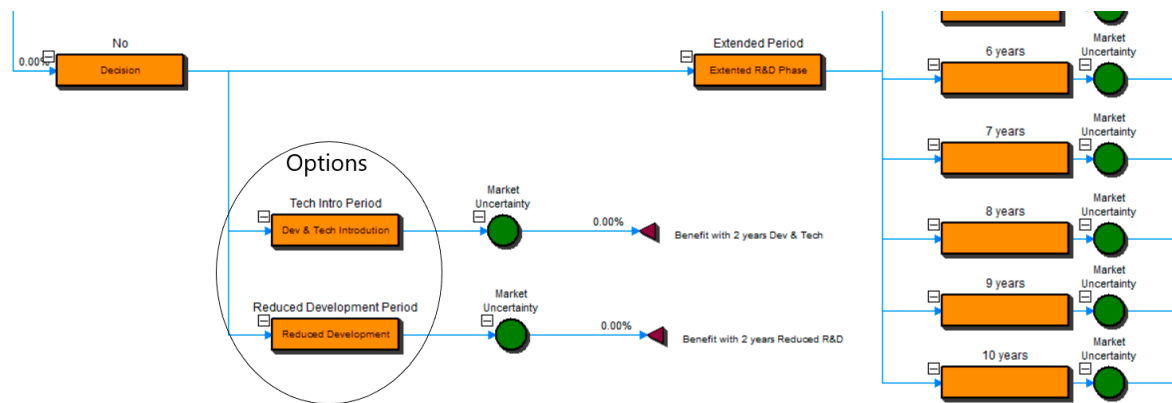 No
0.00%
Decision
Extended Period
Extented R&D Phase
Options
Tech Intro Period
Dev & Tech Introdution
Market
Uncertainty
0.00%
Benefit with 2 years Dev & Tech
Reduced Development Period
Reduced Development
Market
Uncertainty
0.00%
Benefit with 2 years Reduced R&D
6 years
Market
Uncertainty
7 years
Market
Uncertainty
8 years
Market
Uncertainty
9 years
Market
Uncertainty
10 years
Market
Uncertainty